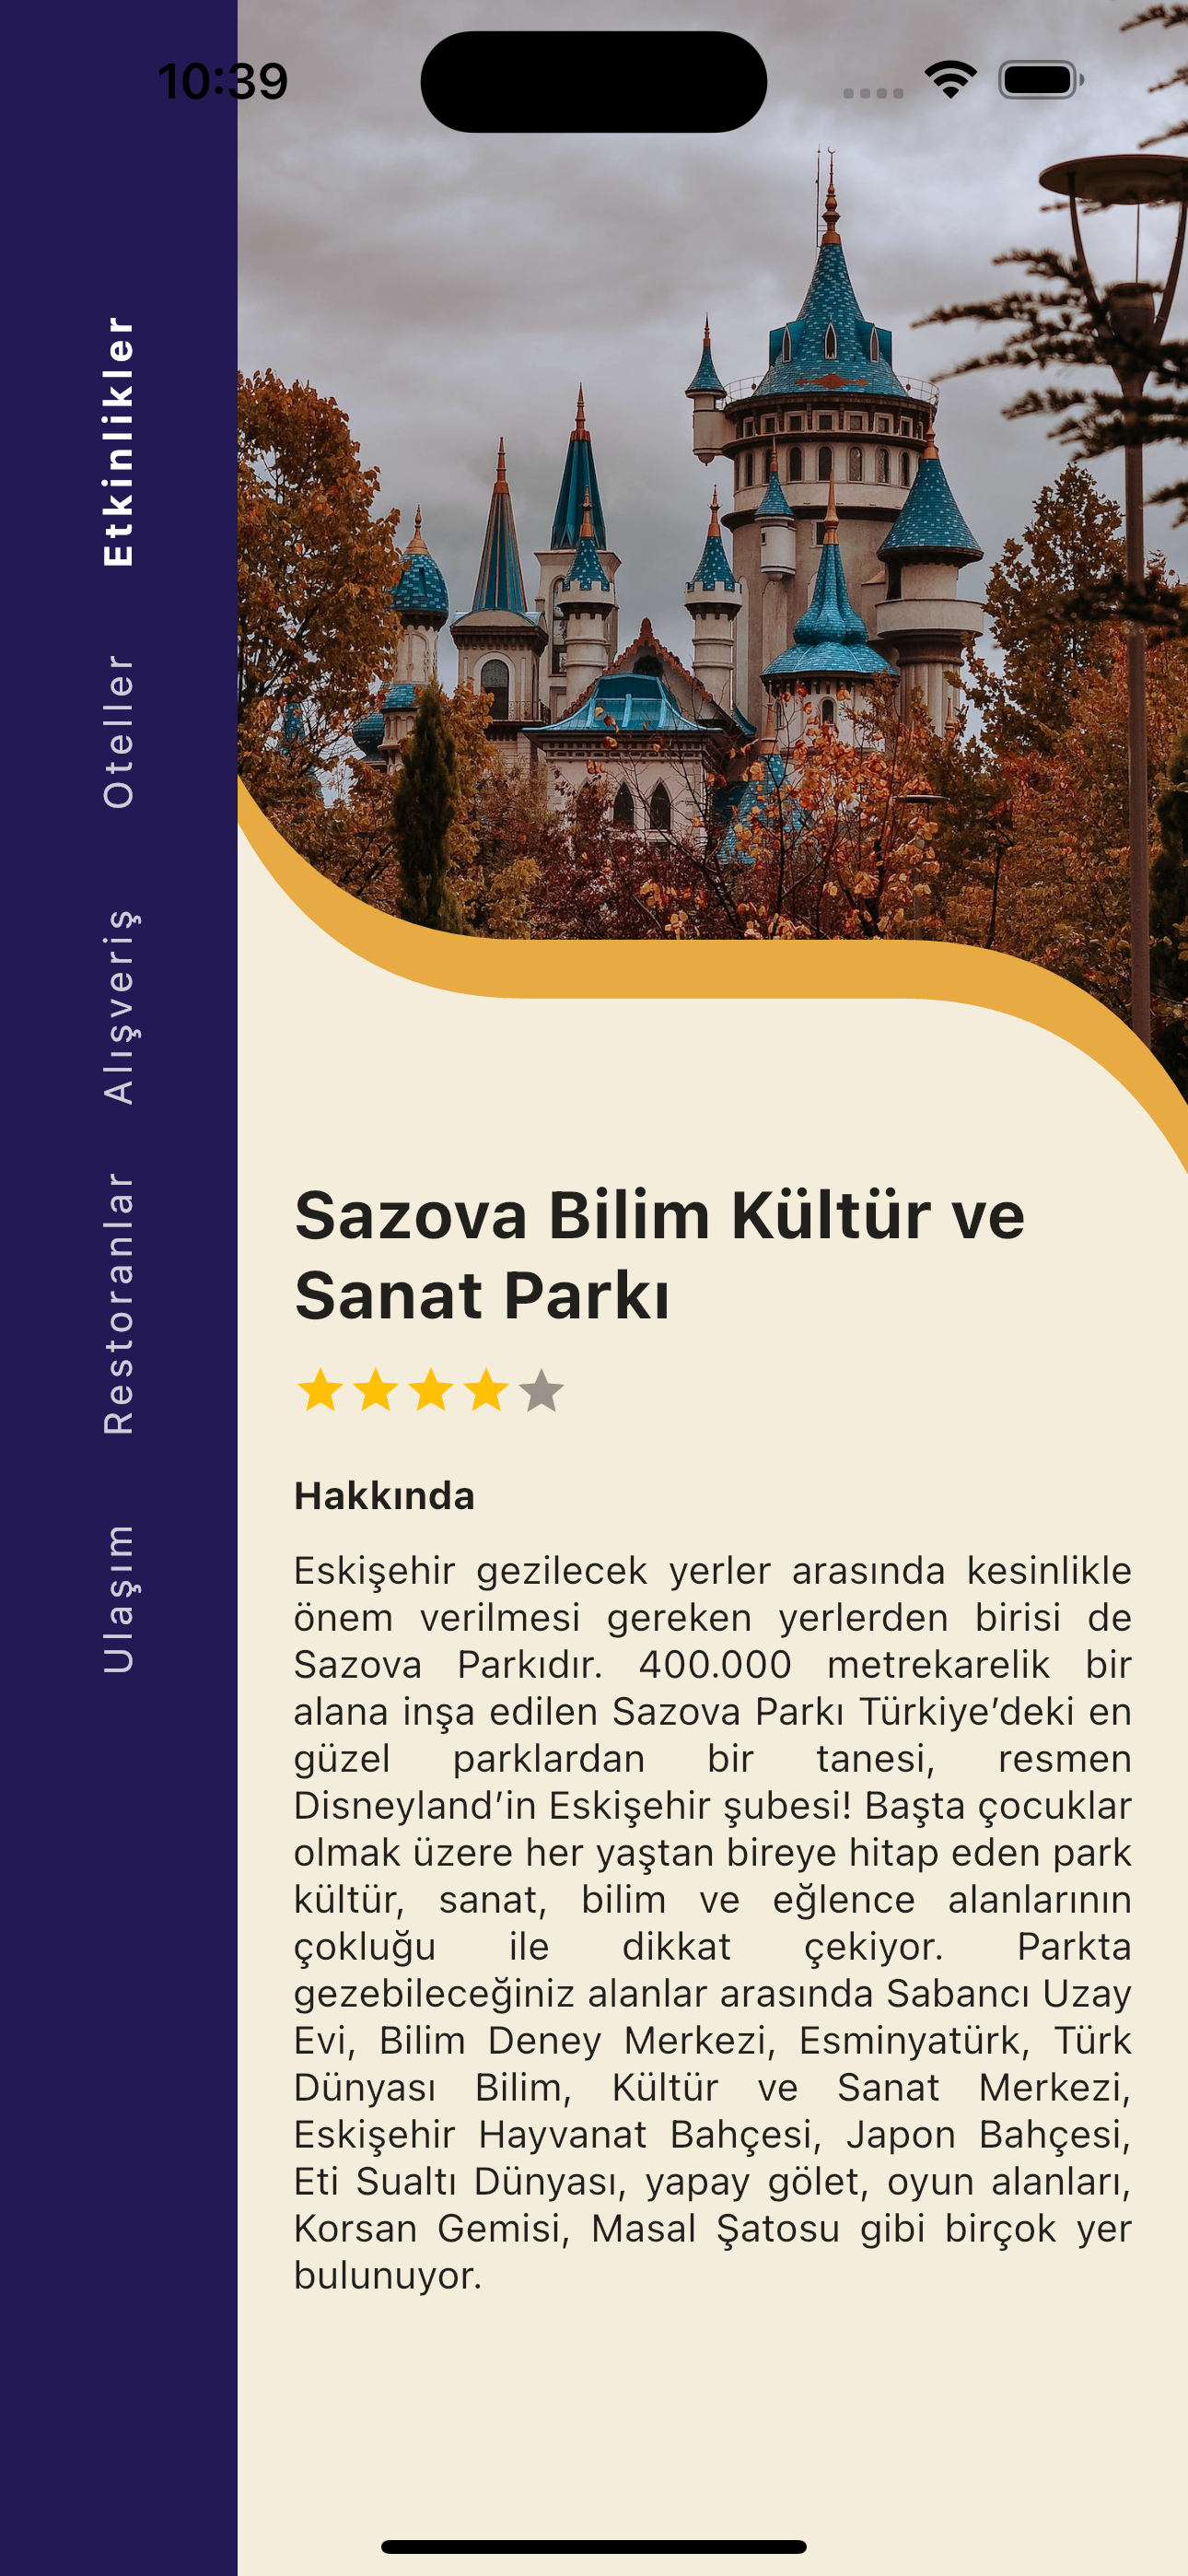 10:39
Etkinlikler
Oteller
Alışveriş
Restoranlar
Ulaşım
Sazova Bilim Kültür ve
Sanat Parkı
Hakkında
Eskişehir gezilecek yerler arasında kesinlikle
önem verilmesi gereken yerlerden birisi de
Sazova Parkıdır. 400.000 metrekarelik bir
alana inşa edilen Sazova Parkı Türkiye’deki en
güzel parklardan bir tanesi, resmen
Disneyland’in Eskişehir şubesi! Başta çocuklar
olmak üzere her yaştan bireye hitap eden park
kültür, sanat, bilim ve eğlence alanlarının
çokluğu ile dikkat çekiyor. Parkta
gezebileceğiniz alanlar arasında Sabancı Uzay
Evi, Bilim Deney Merkezi, Esminyatürk, Türk
Dünyası Bilim, Kültür ve Sanat Merkezi,
Eskişehir Hayvanat Bahçesi, Japon Bahçesi,
Eti Sualtı Dünyası, yapay gölet, oyun alanları,
Korsan Gemisi, Masal Şatosu gibi birçok yer
bulunuyor.